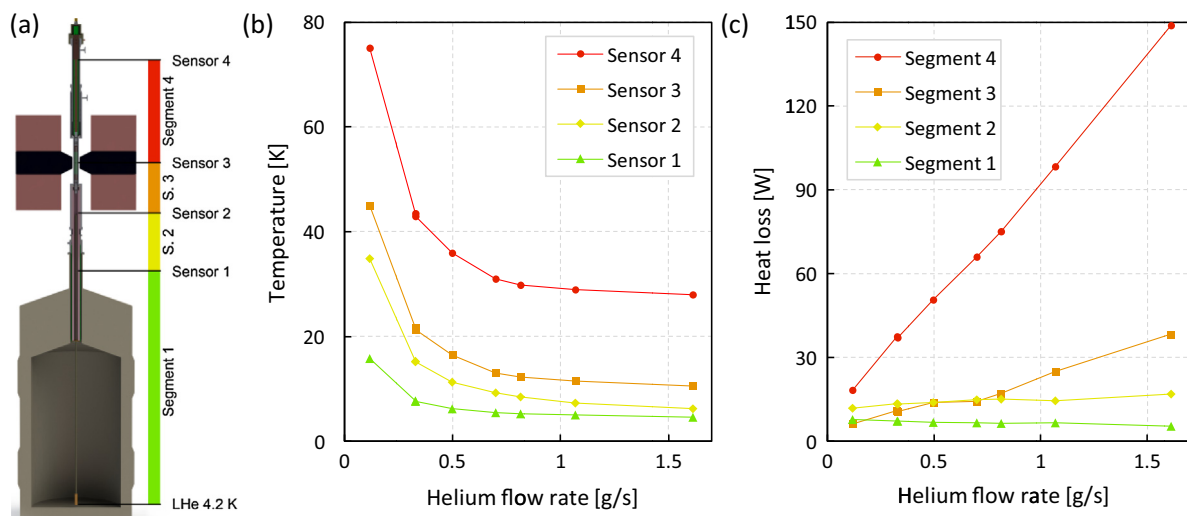 (a)
Sensor 4
Segment 4
Sensor 3
S. 3
Sensor 2
S. 2
Sensor 1
Segment 1
LHe 4.2 K
(b)
80
60
40
20
0
Temperature [K]
Sensor 4
Sensor 3
Sensor 2
Sensor 1
0 0.5 1 1.5
Helium flow rate [g/s]
(c)
150
120
90
60
30
0
Heat loss [W]
Segment 4
Segment 3
Segment 2
Segment 1
0 0.5 1 1.5
Helium flow rate [g/s]